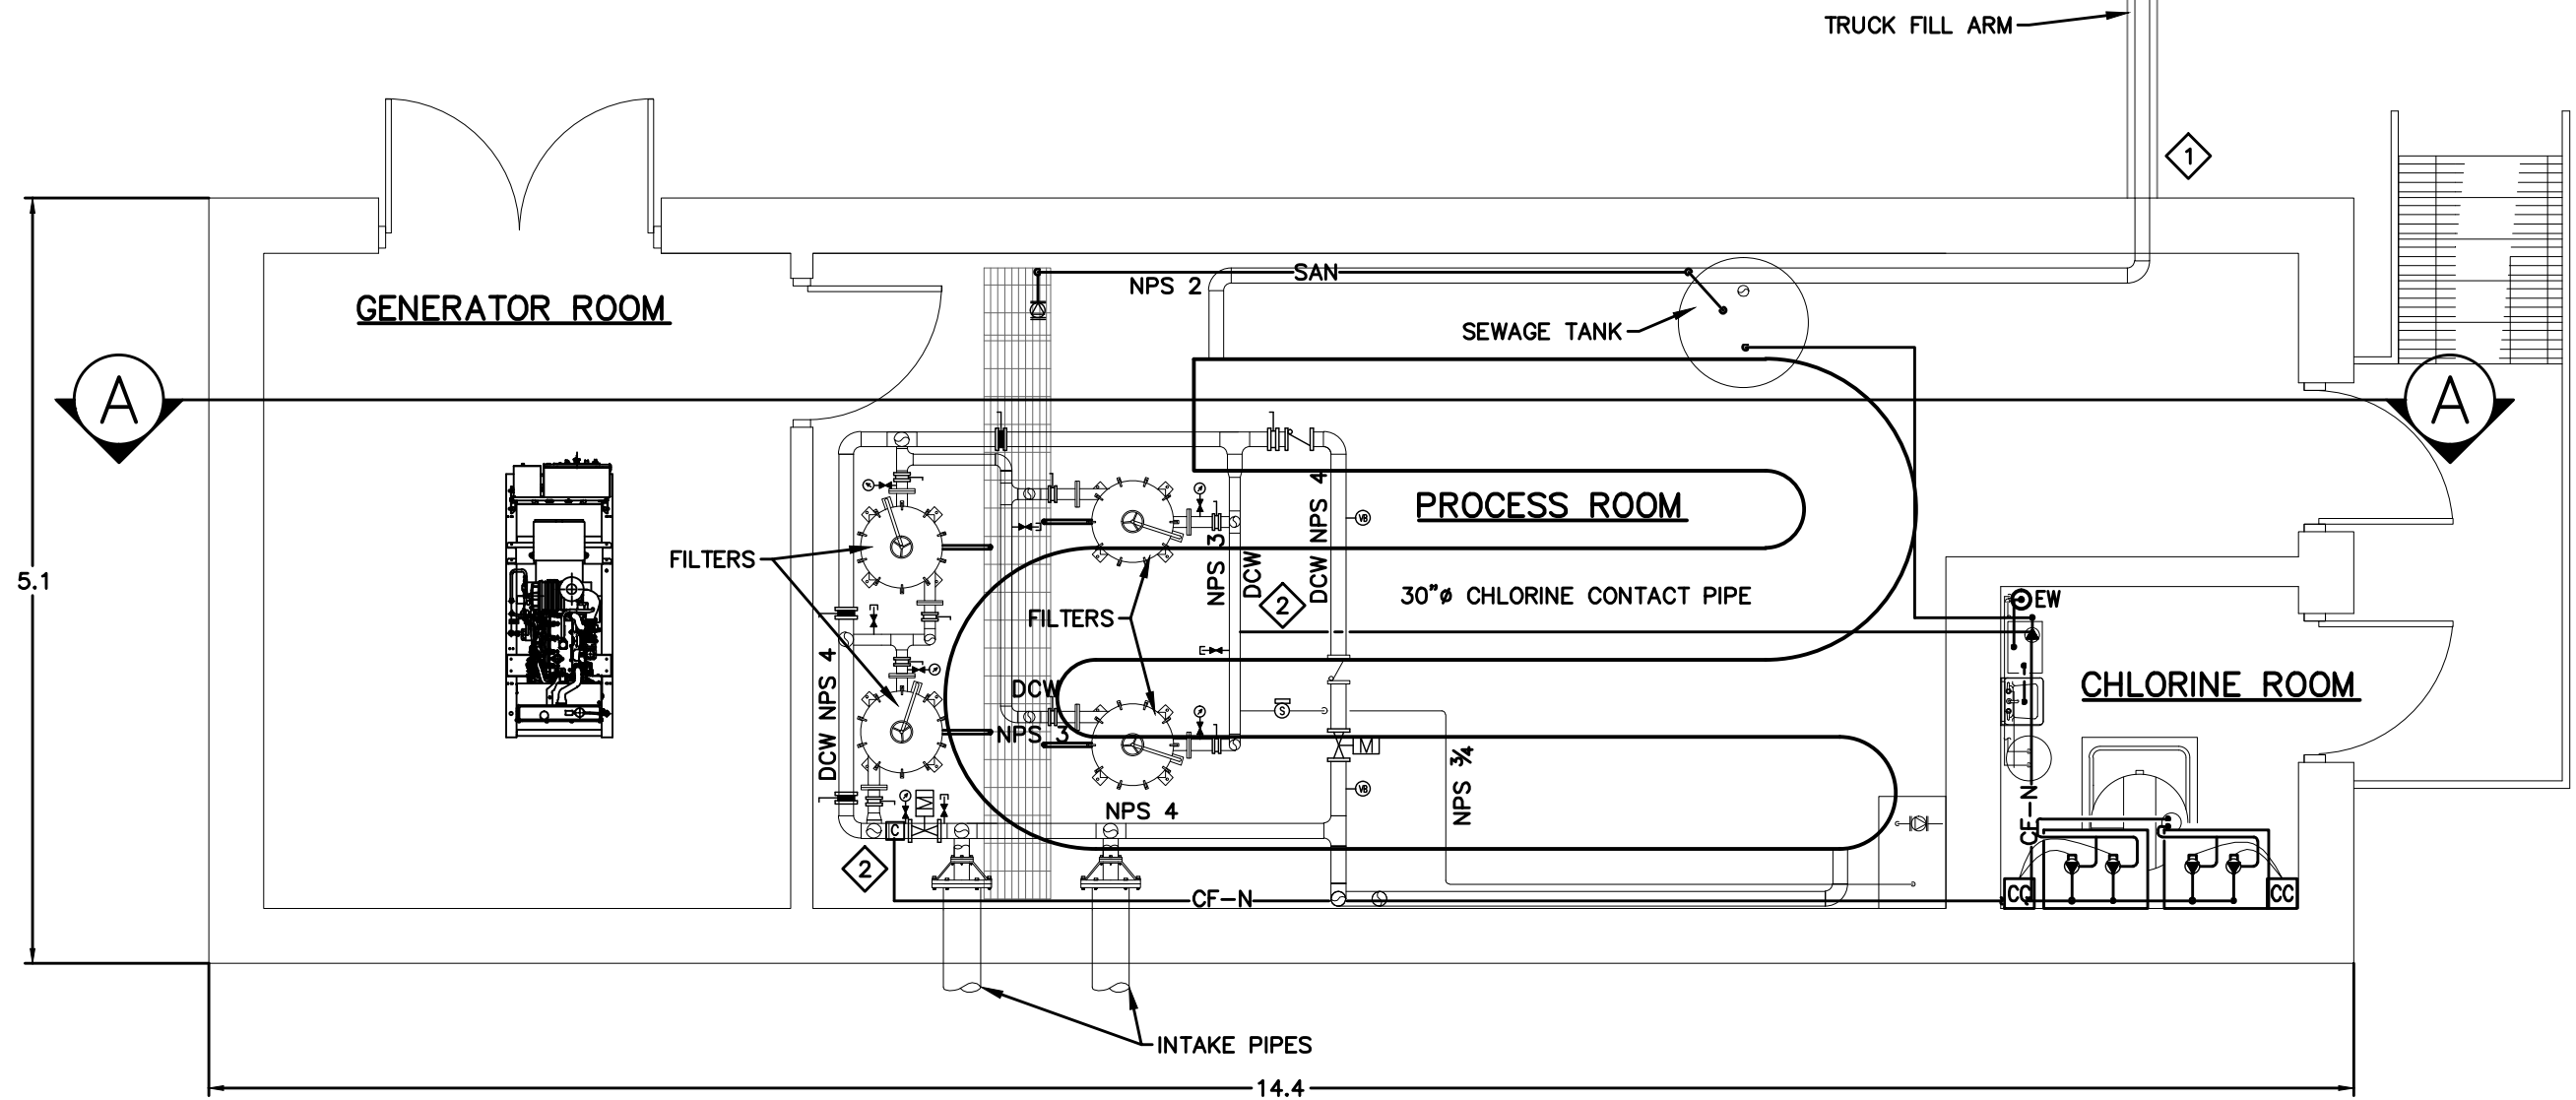 TRUCK FILL ARM
1
SAN
NPS 2
GENERATOR ROOM
SEWAGE TANK
A
A
PROCESS ROOM
DCW NPS 4
VB
NPS 3
DCW
FILTERS
5.1
30"ø CHLORINE CONTACT PIPE
2
EW
FILTERS
DCW NPS 4
DCW
NPS 3
CHLORINE ROOM
S
M
NPS ¾
VB
M
NPS 4
CF-N
C
2
CF-N
CC
CC
INTAKE PIPES
14.4